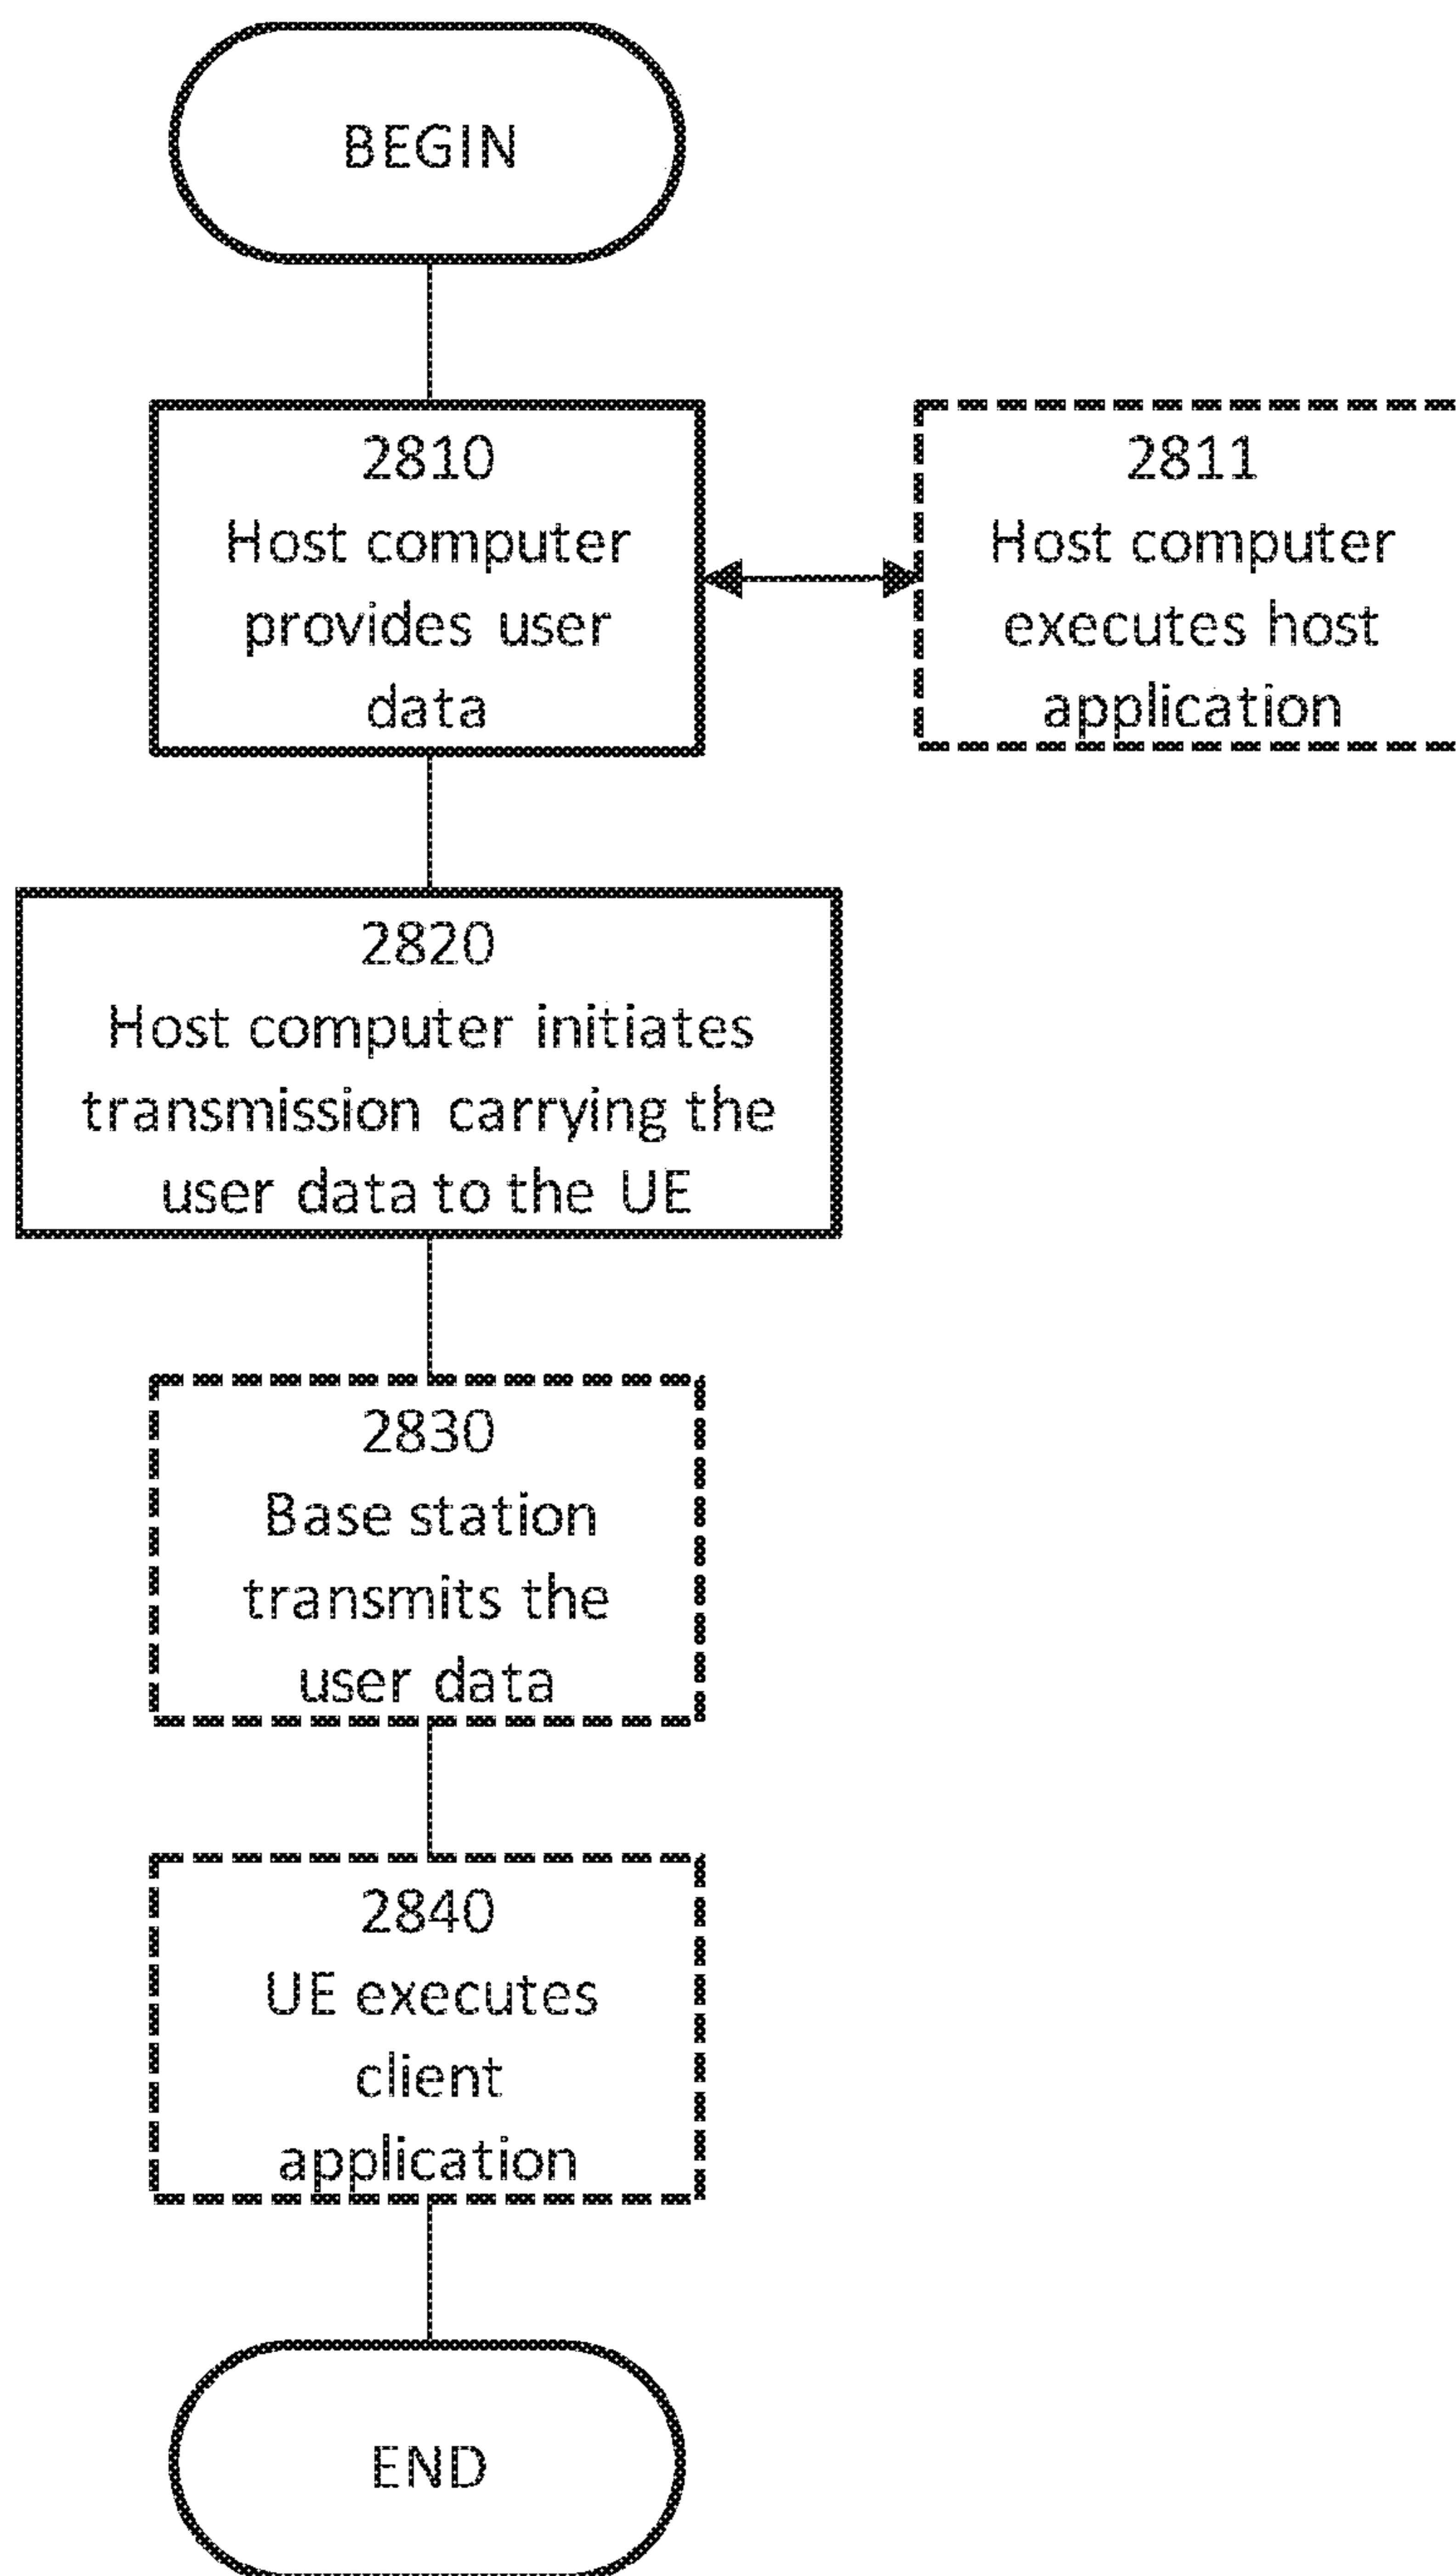 BEGIN
2810
Host computer
provides user
data
2811
Host computer
executes host
application
2820
Host computer initiates
transmission carrying the
user data to the UE
2830
Base station
transmits the
user data
2840
UE executes
client
application
END